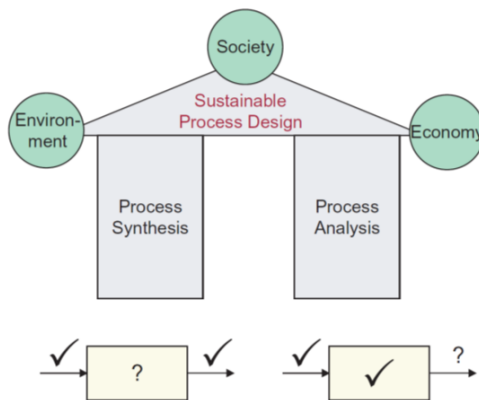 Society
Environ-
ment
Sustainable
Process Design
Economy
Process
Synthesis
Process
Analysis
✓
?
✓
✓
✓
?